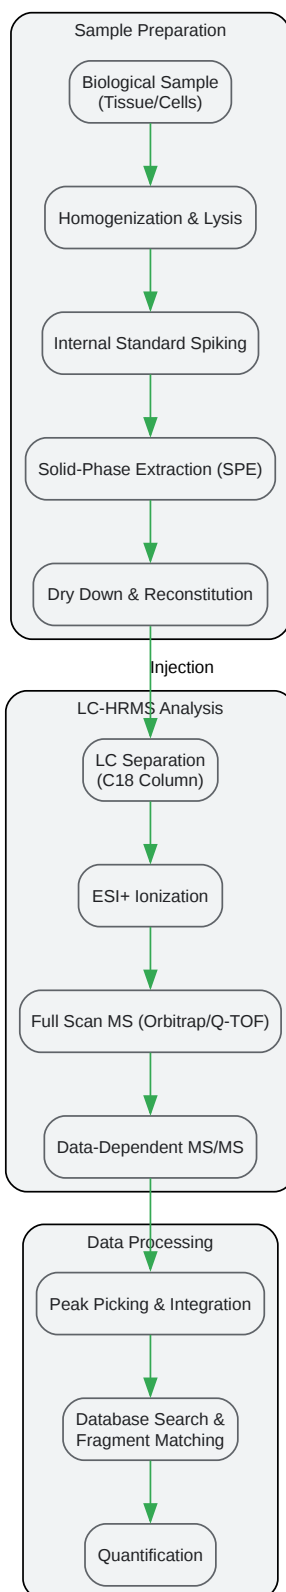 Sample Preparation
Biological Sample
(Tissue/Cells)
Homogenization & Lysis
Internal Standard Spiking
Solid-Phase Extraction (SPE)
Dry Down & Reconstitution
Injection
LC-HRMS Analysis
LC Separation
(C18 Column)
ESI+ Ionization
Full Scan MS (Orbitrap/Q-TOF)
Data-Dependent MS/MS
Data Processing
Peak Picking & Integration
Database Search &
Fragment Matching
Quantification